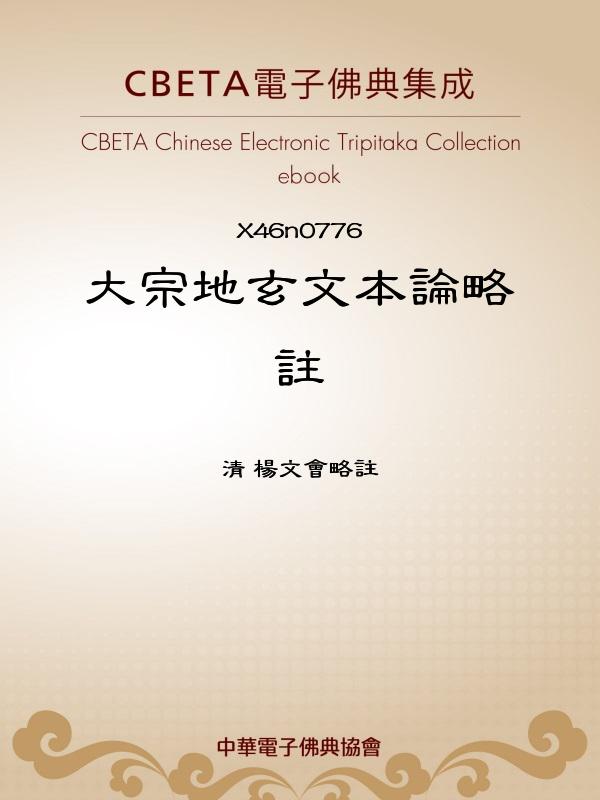 CBETA電子佛典集成
CBETA Chinese Electronic Tripitaka Collection
ebook
X46n0776
大宗地玄文本論略
註
清 楊文會略註
中華電子佛典協會